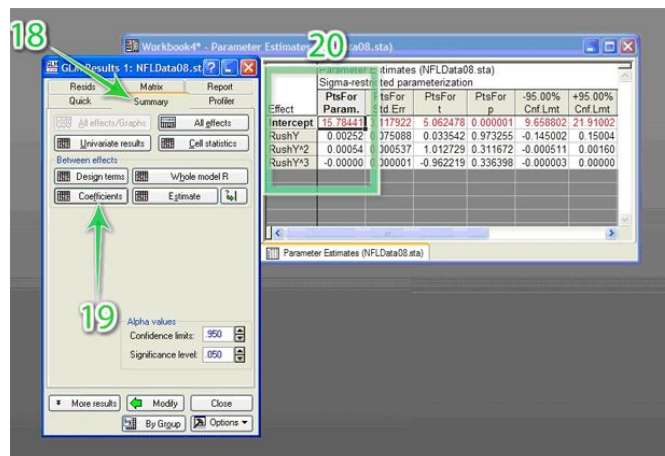 18
20
19
Workbook4* - Parameter Estimates
08.sta)
GLM Results 1: NFLData08.st
Resids Matrix Report
Quick Summary Profiler
All effects/Graphs All effects
Univariate results Cell statistics
Between effects
Design terms Whole model R
Coefficients Estimate
Alpha values
Confidence limits: .950
Significance level: .050
More results Modify Close
By Group Options
Parameter Estimates (NFLData08.sta)
Sigma-restricted parameterization
Effect PtsFor Param. PtsFor Std.Err PtsFor t PtsFor p -95.00% Cnf.Lmt +95.00% Cnf.Lmt
Intercept 15.78441 .117922 5.062478 0.000001 9.658802 21.91002
RushY 0.00252 0.075088 0.033542 0.973255 -0.145002 0.15004
RushY^2 0.00054 0.000537 1.012729 0.311672 -0.000511 0.00160
RushY^3 -0.00000 0.000001 -0.962219 0.336398 -0.000003 0.00000
Parameter Estimates (NFLData08.sta)